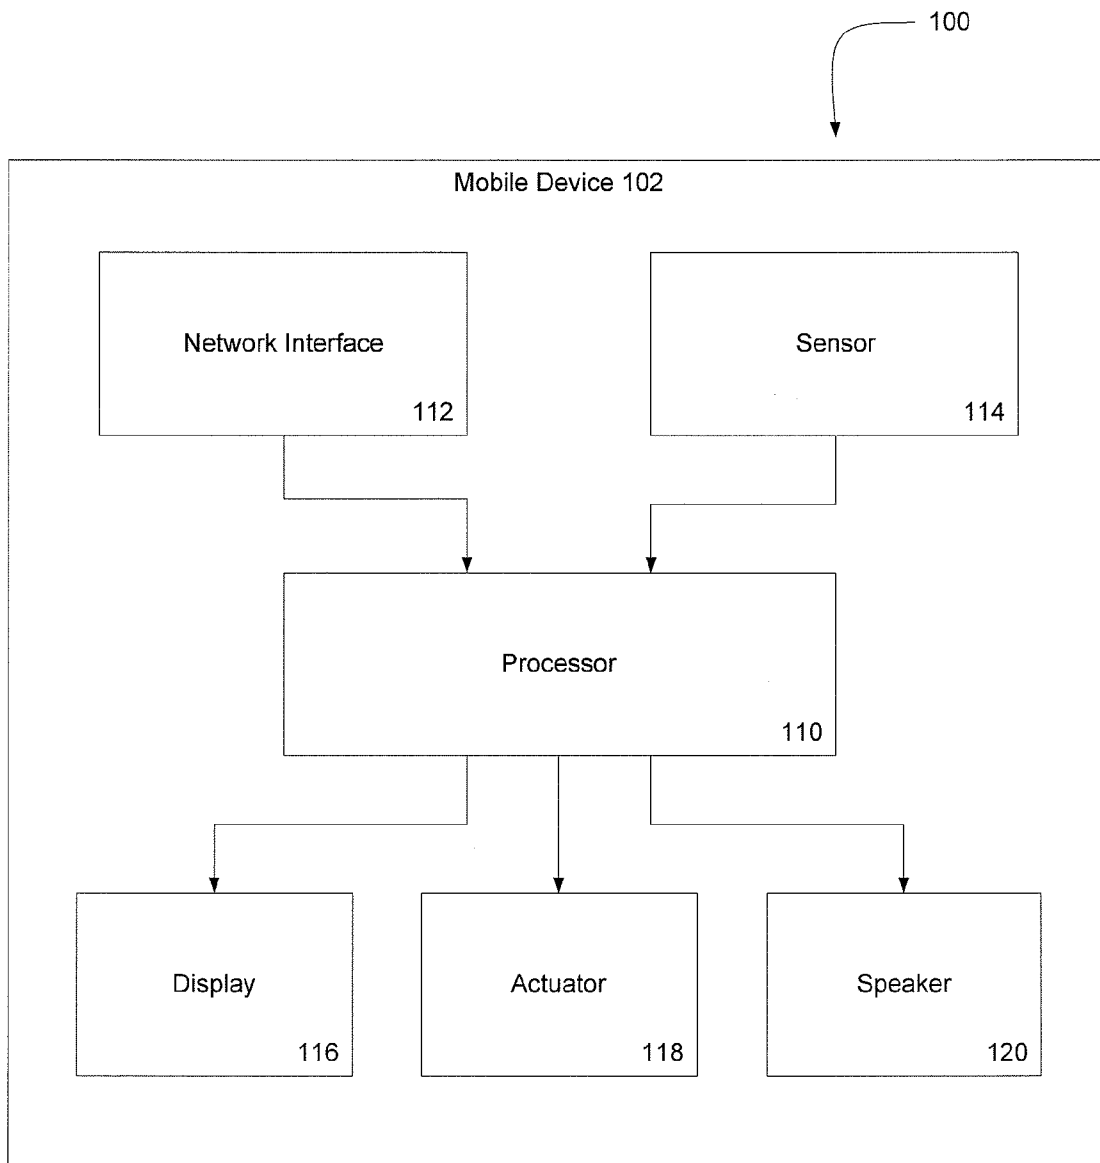 100
Mobile Device 102
Network Interface
112
Sensor
114
Processor
110
Display
116
Actuator
118
Speaker
120